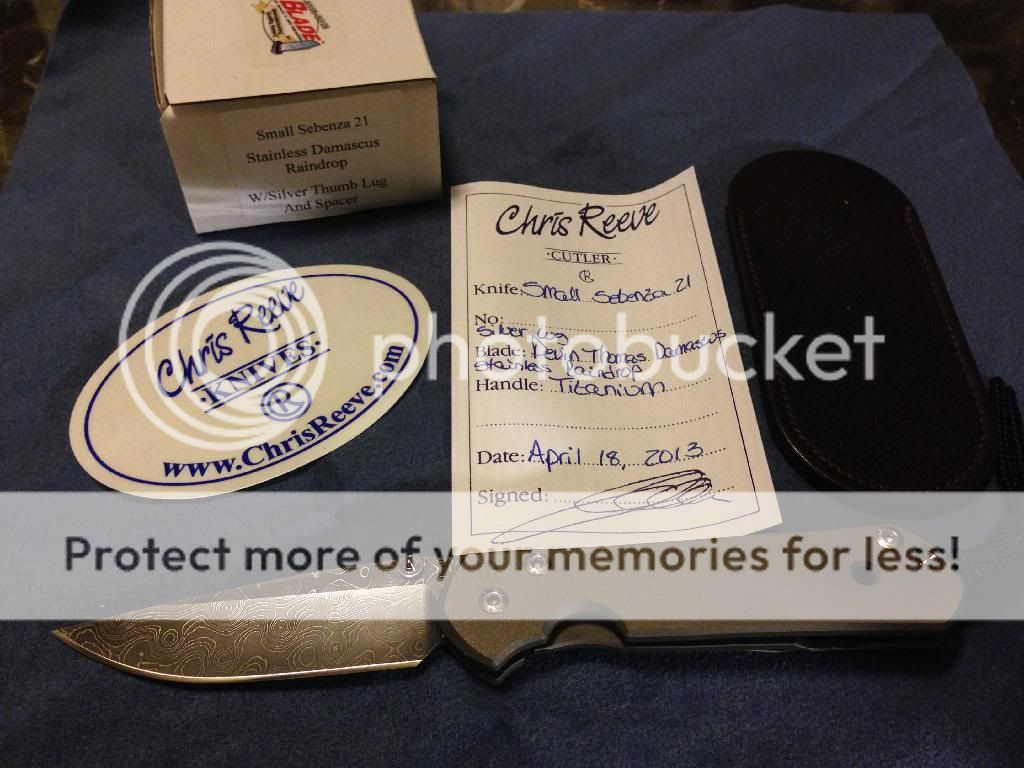 BLADE
Small Sebenza 21
Stainless Damascus
Raindrop
W/Silver Thumb Lug
And Spacer
Chris Reeve
CUTLER
®
Knife: Small Sebenza 21
No:
Silver Lug
Blade: Devin Thomas Damascus
Stainless Raindrop
Handle: Titanium
Date: April 18, 2013
Signed:
Chris Reeve
·KNIVES·
®
www.ChrisReeve.com
photobucket
Protect more of your memories for less!